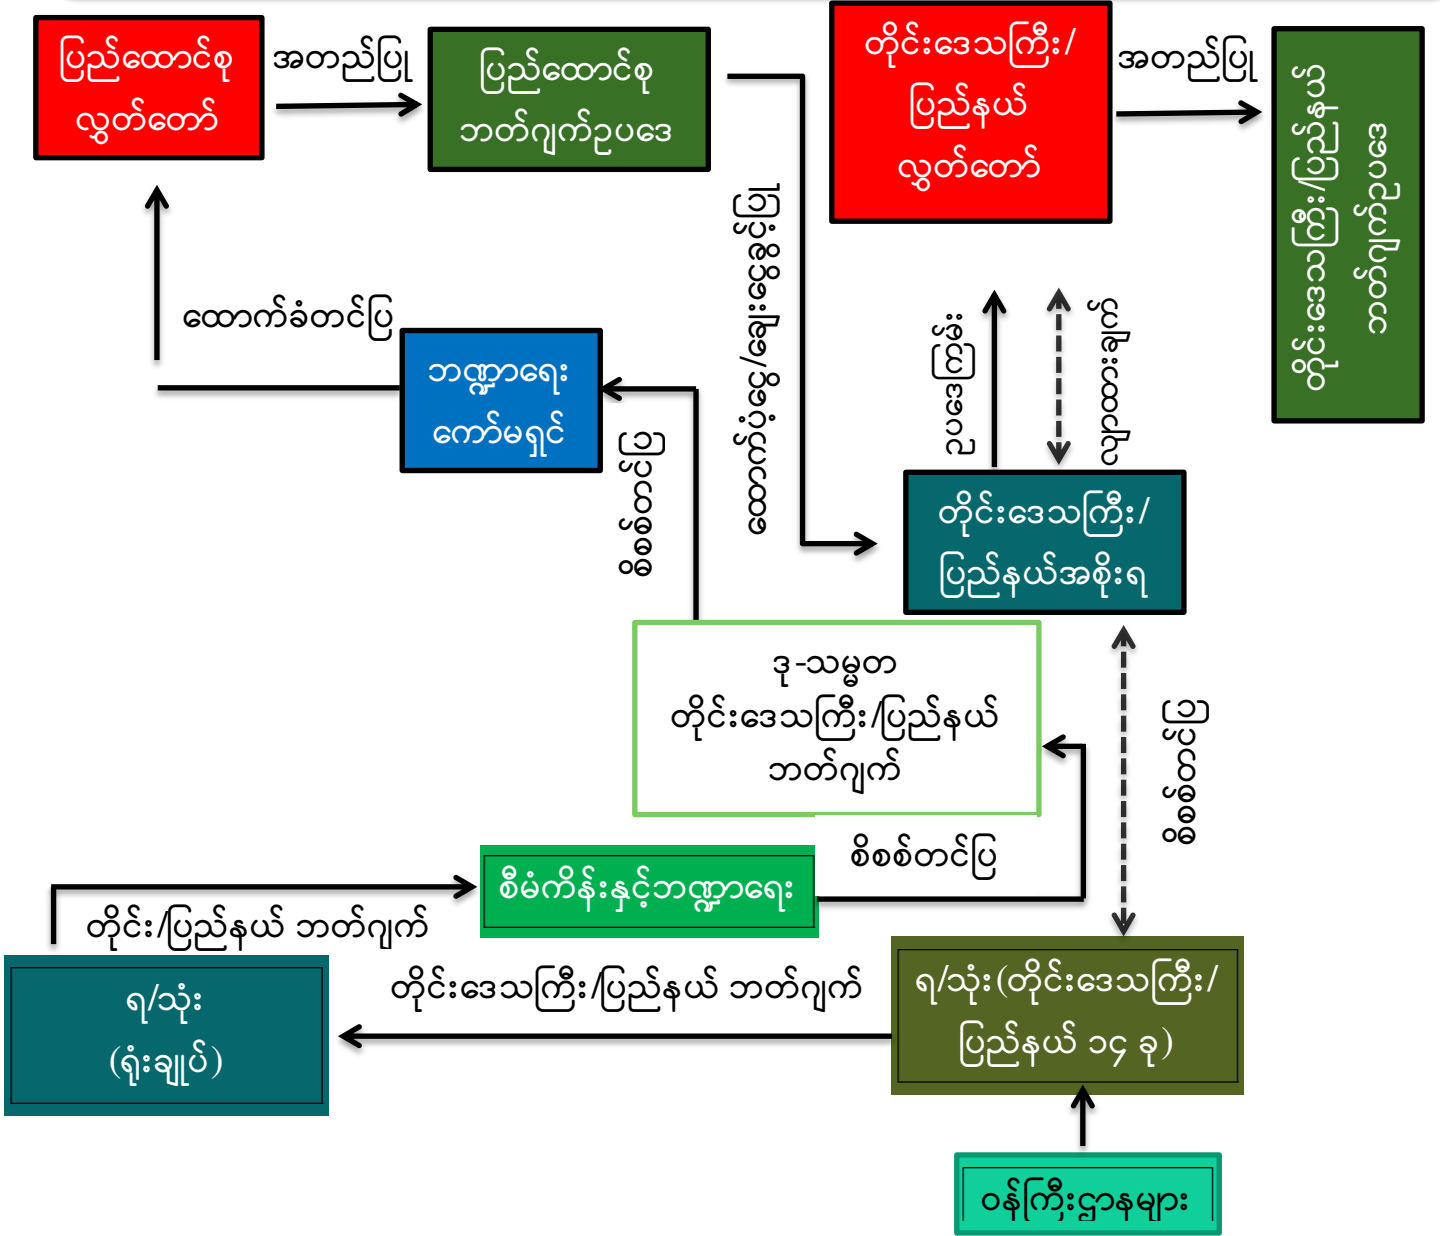 ပြည်ထောင်စု
လွှတ်တော်
အတည်ပြု
ပြည်ထောင်စု
ဘတ်ဂျက်ဥပဒေ
တိုင်းဒေသကြီး/
ပြည်နယ်
လွှတ်တော်
အတည်ပြု
တိုင်းဒေသကြီး/ပြည်နယ်
ဘတ်ဂျက်ဥပဒေ
ထောက်ပံ့ငွေ/ချေးငွေခွင့်ပြု
ထောက်ခံတင်ပြ
ဘဏ္ဍာရေး
ကော်မရှင်
စိစစ်တင်ပြ
ဥပဒေကြမ်း
လျာထားချက်
တိုင်းဒေသကြီး/
ပြည်နယ်အစိုးရ
ဒု-သမ္မတ
တိုင်းဒေသကြီး/ပြည်နယ်
ဘတ်ဂျက်
စိစစ်တင်ပြ
စိစစ်တင်ပြ
စီမံကိန်းနှင့်ဘဏ္ဍာရေး
တိုင်း/ပြည်နယ် ဘတ်ဂျက်
ရ/သုံး
(ရုံးချုပ်)
တိုင်းဒေသကြီး/ပြည်နယ် ဘတ်ဂျက်
ရ/သုံး(တိုင်းဒေသကြီး/
ပြည်နယ် ၁၄ ခု)
ဝန်ကြီးဌာနများ